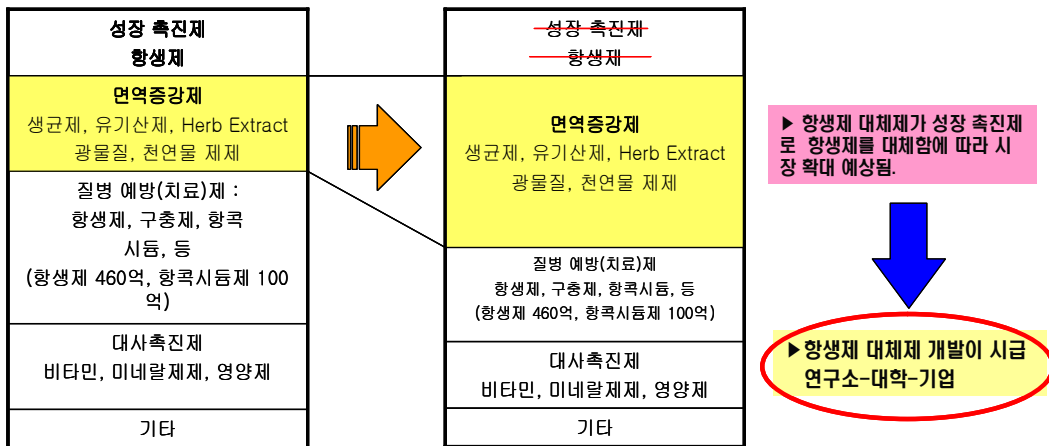 성장 촉진제
항생제
면역증강제
생균제, 유기산제, Herb Extract
광물질, 천연물 제제
질병 예방(치료)제 :
항생제, 구충제, 항콕
시듐, 등
(항생제 460억, 항콕시듐제 100
억)
대사촉진제
비타민, 미네랄제제, 영양제
기타
성장 촉진제
항생제
면역증강제
생균제, 유기산제, Herb Extract
광물질, 천연물 제제
질병 예방(치료)제
항생제, 구충제, 항콕시듐, 등
(항생제 460억, 항콕시듐제 100억)
대사촉진제
비타민, 미네랄제제, 영양제
기타
▶ 항생제 대체제가 성장 촉진제
로 항생제를 대체함에 따라 시
장 확대 예상됨.
▶항생제 대체제 개발이 시급
연구소-대학-기업